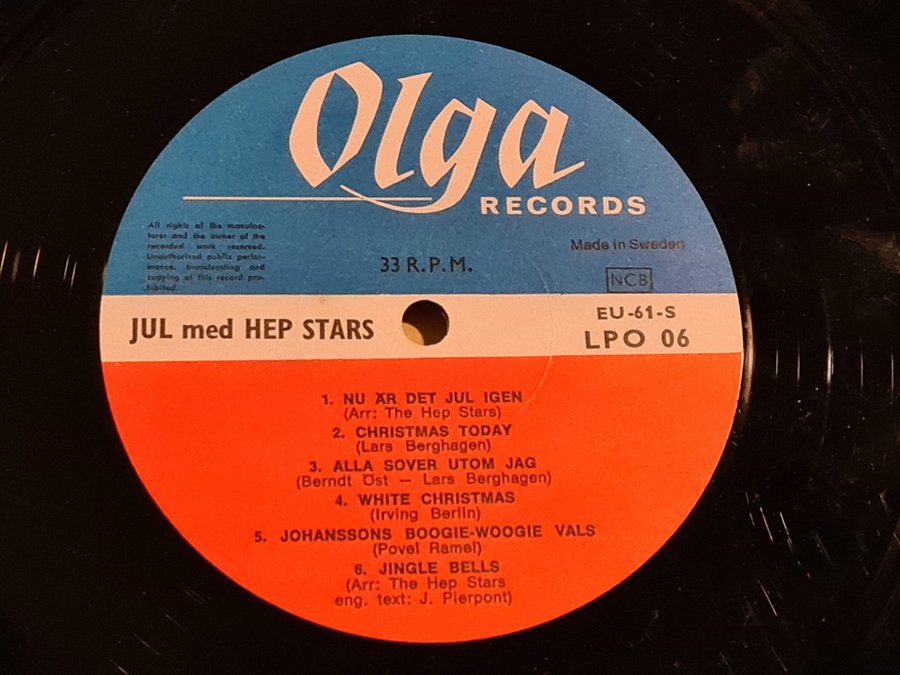 Olga
RECORDS
All rights of the manufac-
turer and the owner of the
recorded work reserved.
Unauthorized public perfor-
mance, broadcasting and
copying of this record pro-
hibited.
33 R.P.M.
Made in Sweden
NCB
JUL med HEP STARS
EU-61-S
LPO 06
1. NU ÄR DET JUL IGEN
(Arr: The Hep Stars)
2. CHRISTMAS TODAY
(Lars Berghagen)
3. ALLA SOVER UTOM JAG
(Berndt Öst — Lars Berghagen)
4. WHITE CHRISTMAS
(Irving Berlin)
5. JOHANSSONS BOOGIE-WOOGIE VALS
(Povel Ramel)
6. JINGLE BELLS
(Arr: The Hep Stars
eng. text: J. Pierpont)